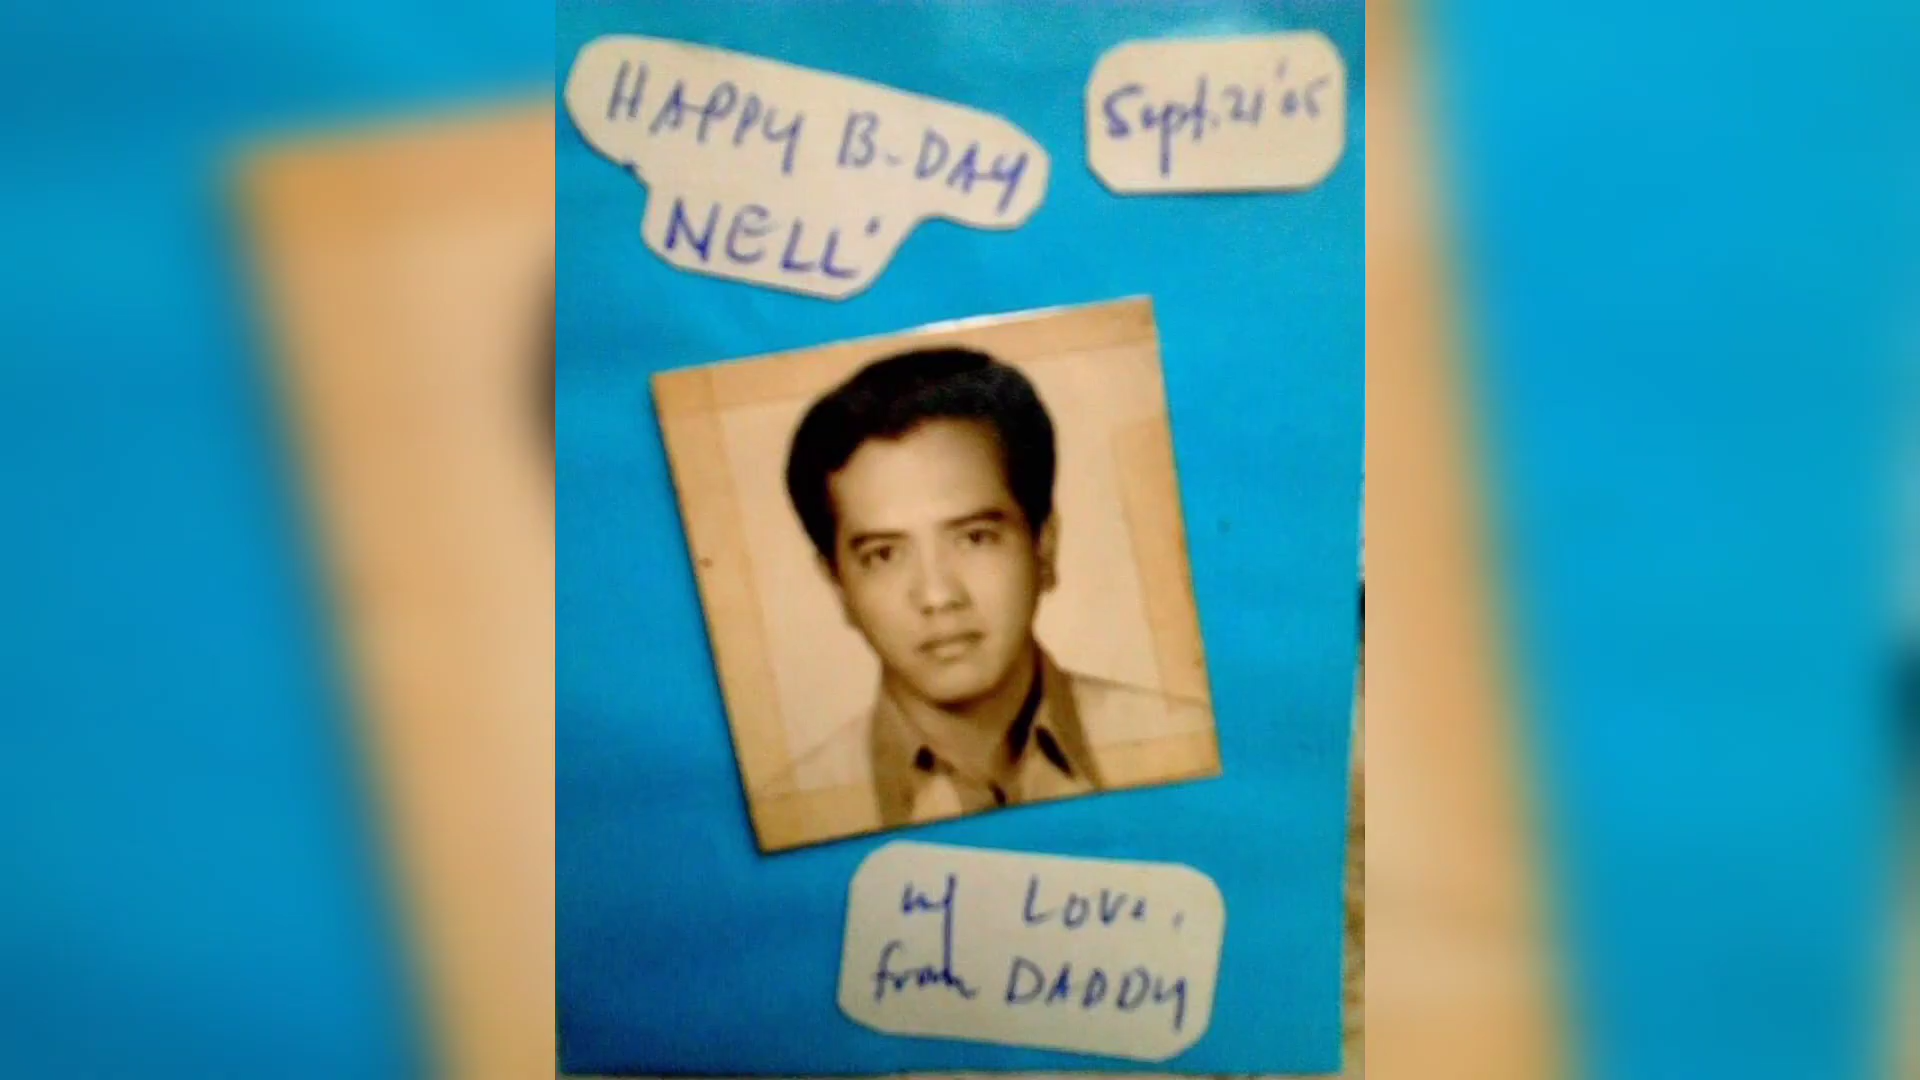 HAPPY B-DAY
"NELL"
Sept. 21 '05
w/ LOVE,
from DADDY